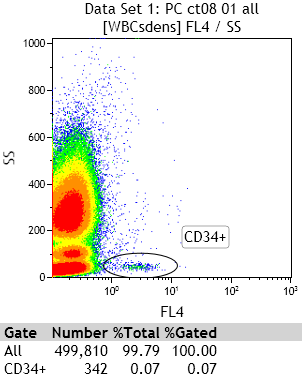 Data Set 1: PC ct08 01 all
[WBCsdens] FL4 / SS
1000
800
600
400
200
0
SS
CD34+
10⁰ 10¹ 10² 10³
FL4
Gate Number %Total %Gated
All 499,810 99.79 100.00
CD34+ 342 0.07 0.07